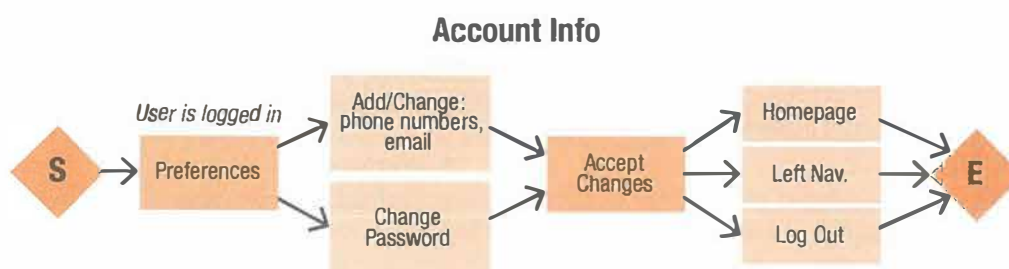 Account Info
User is logged in
S
Preferences
Add/Change:
phone numbers,
email
Change
Password
Accept
Changes
Homepage
Left Nav.
Log Out
E